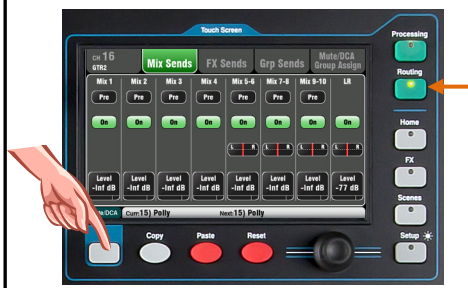 Touch Screen
Processing
CH 16
GTR2
Mix Sends
FX Sends
Grp Sends
Mute/DCA
Group Assign
Routing
Mix 1 Mix 2 Mix 3 Mix 4 Mix 5-6 Mix 7-8 Mix 9-10 LR
Pre Pre Pre Pre Pre Pre Pre
On On On On On On On On
L R L R L R L R
Home
FX
Level Level Level Level Level Level Level Level
-Inf dB -Inf dB -Inf dB -Inf dB -Inf dB -Inf dB -Inf dB -77 dB
Scenes
/DCA Curr:15) Polly Next:15) Polly
Copy Paste Reset Setup